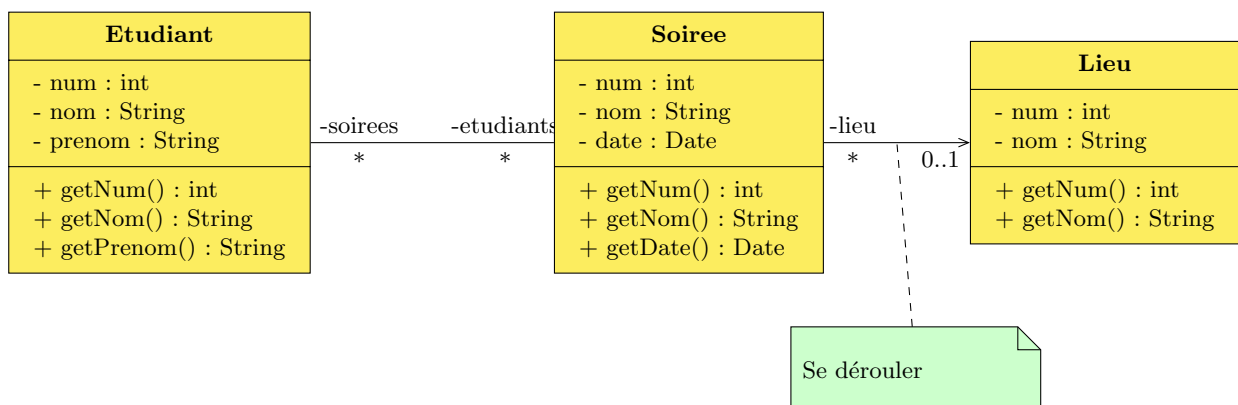 Etudiant
- num : int
- nom : String
- prenom : String
+ getNum() : int
+ getNom() : String
+ getPrenom() : String
-soirees
*
-etudiants
*
Soiree
- num : int
- nom : String
- date : Date
+ getNum() : int
+ getNom() : String
+ getDate() : Date
-lieu
*
0..1
Lieu
- num : int
- nom : String
+ getNum() : int
+ getNom() : String
Se dérouler